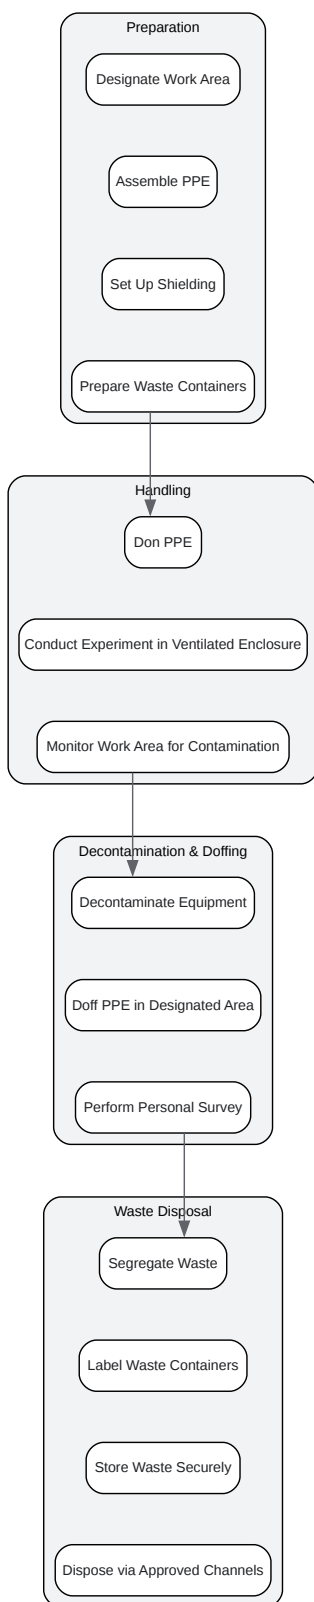 Preparation
Designate Work Area
Assemble PPE
Set Up Shielding
Prepare Waste Containers
Handling
Don PPE
Conduct Experiment in Ventilated Enclosure
Monitor Work Area for Contamination
Decontamination & Doffing
Decontaminate Equipment
Doff PPE in Designated Area
Perform Personal Survey
Waste Disposal
Segregate Waste
Label Waste Containers
Store Waste Securely
Dispose via Approved Channels